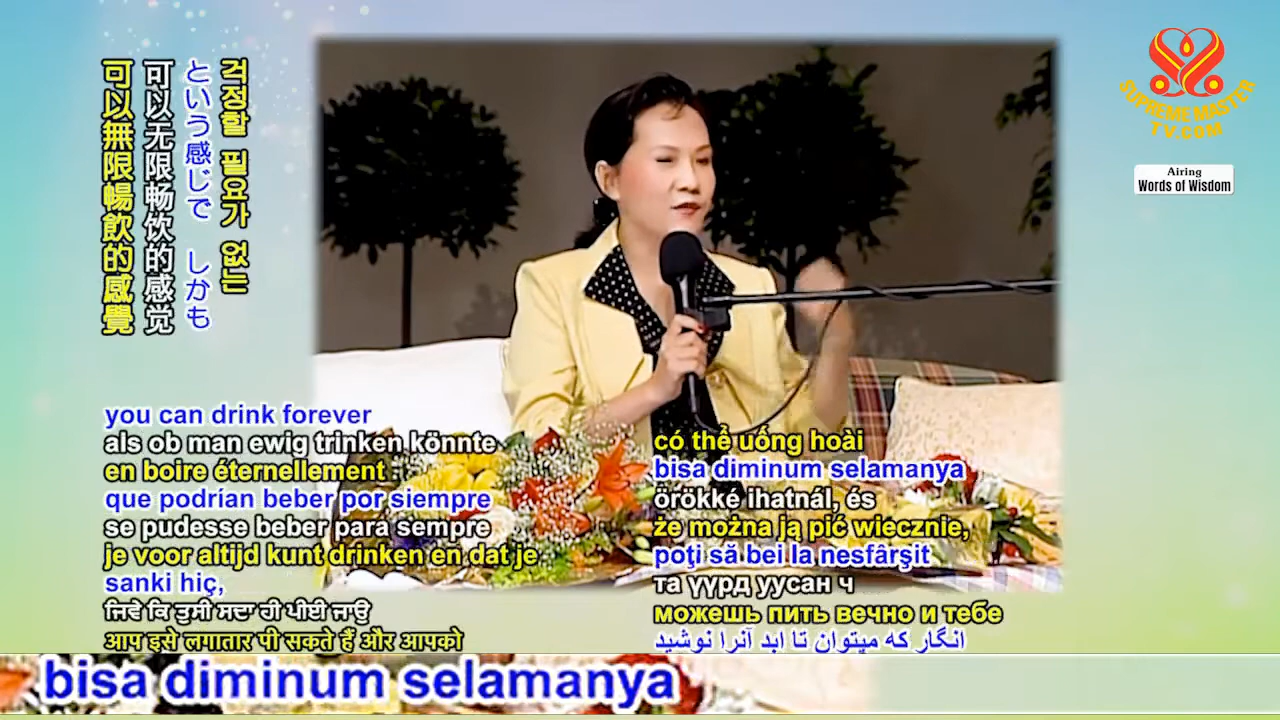 걱정할 필요가 없는
という感じで しかも
可以无限畅饮的感觉
可以無限暢飲的感覺
SUPREME MASTER
TV.COM
Airing
Words of Wisdom
you can drink forever
als ob man ewig trinken könnte
en boire éternellement
que podrían beber por siempre
se pudesse beber para sempre
je voor altijd kunt drinken en dat je
sanki hiç,
ਜਿਵੇ ਕਿ ਤੁਸੀ ਸਦਾ ਹੀ ਪੀਈ ਜਾਉ
आप इसे लगातार पी सकते हैं और आपको
có thể uống hoài
bisa diminum selamanya
örökké ihatnál, és
że można ją pić wiecznie,
poţi să bei la nesfârşit
та үүрд уусан ч
можешь пить вечно и тебе
انگار که میتوان تا ابد آنرا نوشید
bisa diminum selamanya